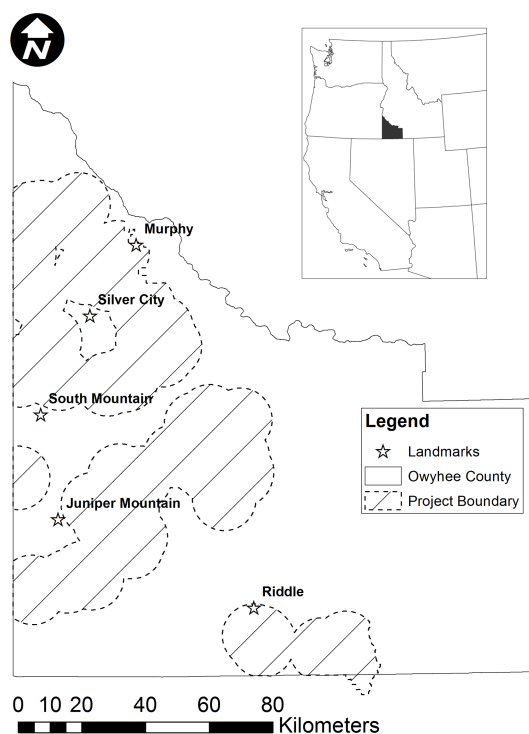 N
Murphy
Silver City
South Mountain
Legend
Landmarks
Owyhee County
Project Boundary
Juniper Mountain
Riddle
0 10 20 40 60 80
Kilometers